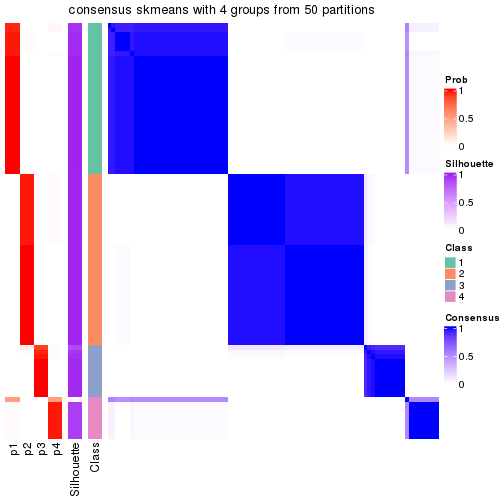 consensus skmeans with 4 groups from 50 partitions
Prob
1
0.5
0
Silhouette
1
0.5
0
Class
1
2
3
4
Consensus
1
0.5
0
p1
p2
p3
p4
Silhouette
Class